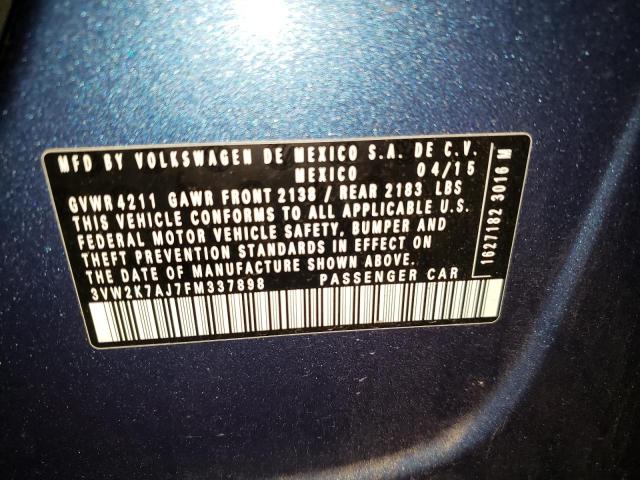 MFD BY VOLKSWAGEN DE MEXICO S.A. DE C.V.
MEXICO 04/15
GVWR 4211 GAWR FRONT 2138 / REAR 2183 LBS
THIS VEHICLE CONFORMS TO ALL APPLICABLE U.S.
FEDERAL MOTOR VEHICLE SAFETY, BUMPER AND
THEFT PREVENTION STANDARDS IN EFFECT ON
THE DATE OF MANUFACTURE SHOWN ABOVE.
3VW2K7AJ7FM337898 PASSENGER CAR
1627182 3016 M